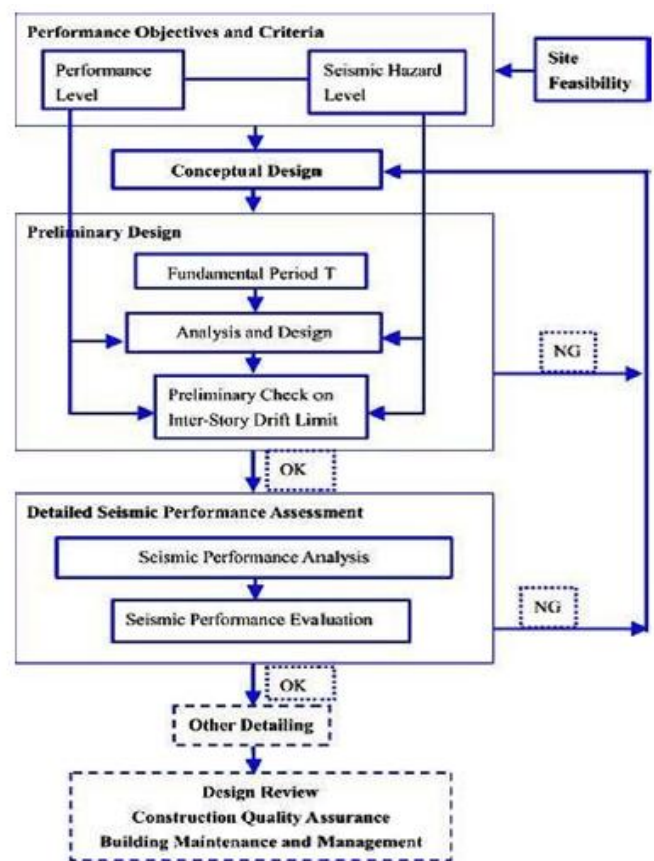 Performance Objectives and Criteria
Performance
Level
Seismic Hazard
Level
Site
Feasibility
Conceptual Design
Preliminary Design
Fundamental Period T
Analysis and Design
NG
Preliminary Check on
Inter-Story Drift Limit
OK
Detailed Seismic Performance Assessment
Seismic Performance Analysis
NG
Seismic Performance Evaluation
OK
Other Detailing
Design Review
Construction Quality Assurance
Building Maintenance and Management